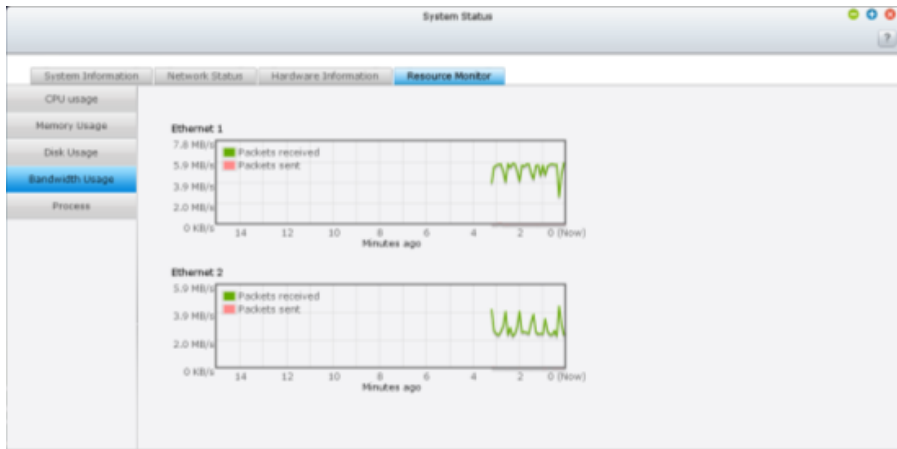 System Status
?
System Information Network Status Hardware Information Resource Monitor
CPU usage
Memory Usage
Disk Usage
Bandwidth Usage
Process
Ethernet 1
7.8 MB/s
5.9 MB/s
3.9 MB/s
2.0 MB/s
0 KB/s
Packets received
Packets sent
14 12 10 8 6 4 2 0 (Now)
Minutes ago
Ethernet 2
5.9 MB/s
3.9 MB/s
2.0 MB/s
0 KB/s
Packets received
Packets sent
14 12 10 8 6 4 2 0 (Now)
Minutes ago